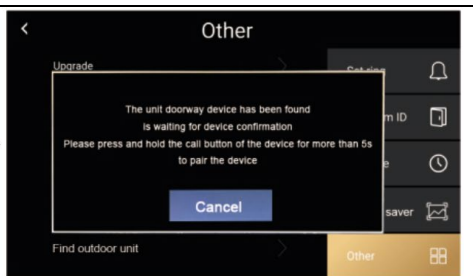 Other
Upgrade
Set ring
The unit doorway device has been found
is waiting for device confirmation
Please press and hold the call button of the device for more than 5s
to pair the device
Cancel
m ID
e
saver
Find outdoor unit
Other